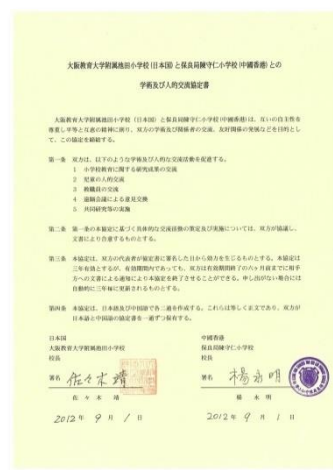 大阪教育大学附属池田小学校(日本国)と保良局陳守仁小学校(中國香港)との
学術及び人的交流協定書
大阪教育大学附属池田小学校(日本国)と保良局陳守仁小学校(中國香港)は、互いの自主性を
尊重し平等と互恵の精神に則り、双方の学術及び関係者の交流、友好関係の発展などを目的とし
て、この協定を締結する。
第一条 双方は、以下のような学術及び人的な交流活動を促進する。
1 小学校教育に関する研究成果の交流
2 児童の人的交流
3 教職員の交流
4 遠隔会議による意見交換
5 共同研究等の実施
第二条 第一条の本協定に基づく具体的な交流活動の策定及び実施については、双方が協議し、
文書により合意するものとする。
第三条 本協定は、双方の代表者が協定書に署名した日から効力を生じるものとする。本協定は
三年有効とするが、有効期間内であっても、双方は有効期間終了の六ヶ月前までに相手
方への文書による通知により本協定を終了させることができる。申し出がない場合には
自動的に三年毎に更新されるものとする。
第四条 本協定は、日本語及び中国語で各二通を作成する。これらは等しく正文であり、双方が
日本語と中国語の協定書を一通ずつ保有する。
日本国 中國香港
大阪教育大学附属池田小学校 保良局陳守仁小学校
校長 校長
署名 佐々木靖 署名 楊永明
佐々木 靖 楊 永明
2012年 9月 1日 2012年 9月 1日